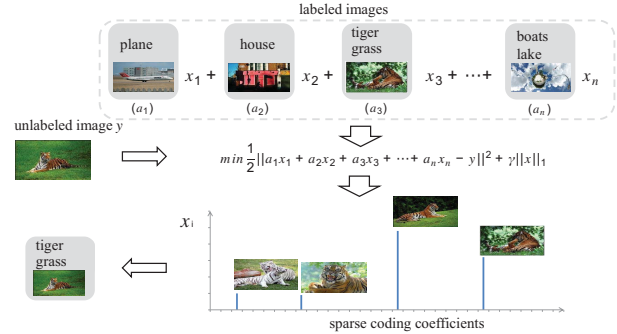 labeled images
plane house tiger grass boats lake
x₁ + x₂ + x₃ + ⋯+ xₙ
(a₁) (a₂) (a₃) (aₙ)
unlabeled image y
min 1/2||a₁x₁ + a₂x₂ + a₃x₃ + ⋯ + aₙxₙ − y||² + γ||x||₁
xᵢ
tiger
grass
sparse coding coefficients